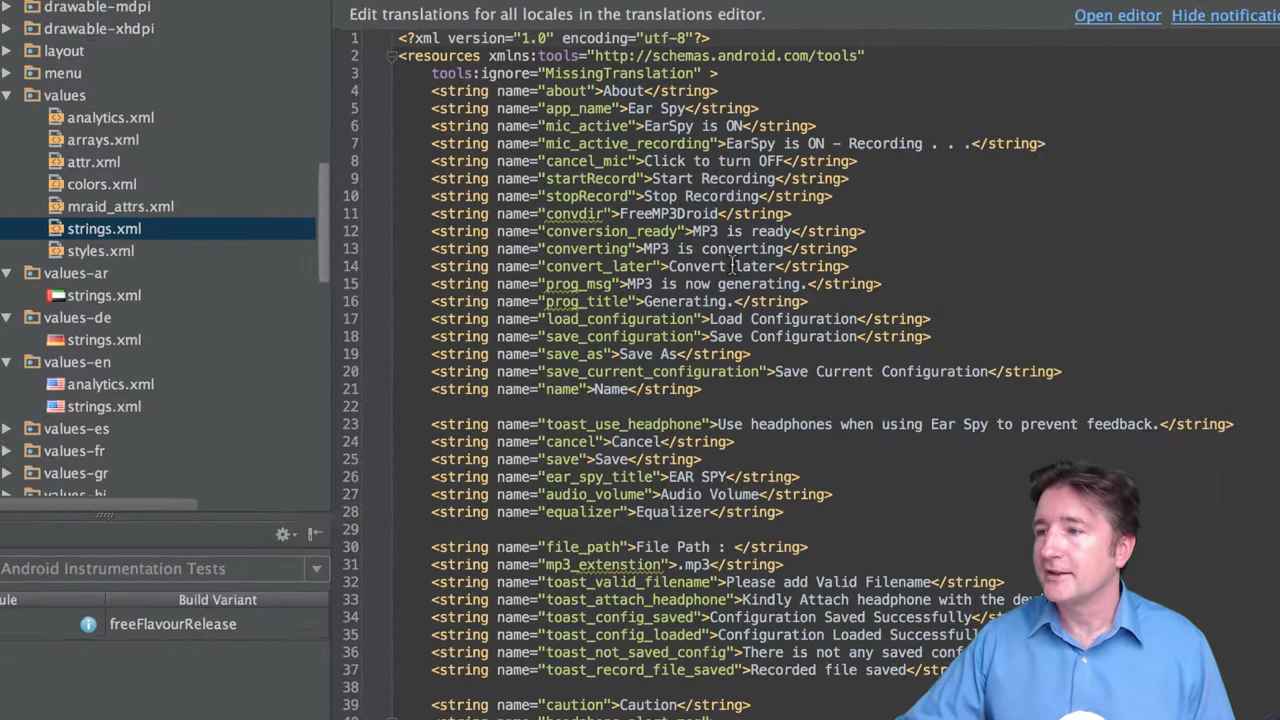 drawable-mdpi
drawable-xhdpi
layout
menu
values
analytics.xml
arrays.xml
attr.xml
colors.xml
mraid_attrs.xml
strings.xml
styles.xml
values-ar
strings.xml
values-de
strings.xml
values-en
analytics.xml
strings.xml
values-es
values-fr
values-gr
Android Instrumentation Tests
Build Variant
freeFlavourRelease
Edit translations for all locales in the translations editor.
Open editor
Hide notificatio
1 <?xml version="1.0" encoding="utf-8"?>
2 <resources xmlns:tools="http://schemas.android.com/tools"
3 tools:ignore="MissingTranslation" >
4 <string name="about">About</string>
5 <string name="app_name">Ear Spy</string>
6 <string name="mic_active">EarSpy is ON</string>
7 <string name="mic_active_recording">EarSpy is ON - Recording . . .</string>
8 <string name="cancel_mic">Click to turn OFF</string>
9 <string name="startRecord">Start Recording</string>
10 <string name="stopRecord">Stop Recording</string>
11 <string name="convdir">FreeMP3Droid</string>
12 <string name="conversion_ready">MP3 is ready</string>
13 <string name="converting">MP3 is converting</string>
14 <string name="convert_later">Convert later</string>
15 <string name="prog_msg">MP3 is now generating.</string>
16 <string name="prog_title">Generating.</string>
17 <string name="load_configuration">Load Configuration</string>
18 <string name="save_configuration">Save Configuration</string>
19 <string name="save_as">Save As</string>
20 <string name="save_current_configuration">Save Current Configuration</string>
21 <string name="name">Name</string>
22
23 <string name="toast_use_headphone">Use headphones when using Ear Spy to prevent feedback.</string>
24 <string name="cancel">Cancel</string>
25 <string name="save">Save</string>
26 <string name="ear_spy_title">EAR SPY</string>
27 <string name="audio_volume">Audio Volume</string>
28 <string name="equalizer">Equalizer</string>
29
30 <string name="file_path">File Path : </string>
31 <string name="mp3_extenstion">.mp3</string>
32 <string name="toast_valid_filename">Please add Valid Filename</string>
33 <string name="toast_attach_headphone">Kindly Attach headphone with the dev
34 <string name="toast_config_saved">Configuration Saved Successfully</string>
35 <string name="toast_config_loaded">Configuration Loaded Successful
36 <string name="toast_not_saved_config">There is not any saved conf
37 <string name="toast_record_file_saved">Recorded file saved</str
38
39 <string name="caution">Caution</string>